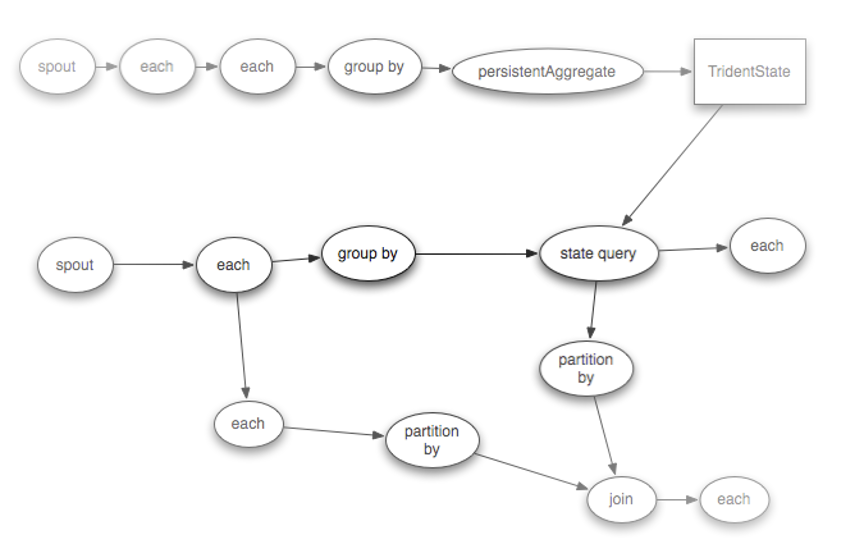 spout
each
each
group by
persistentAggregate
TridentState
spout
each
group by
state query
each
partition
by
each
partition
by
join
each